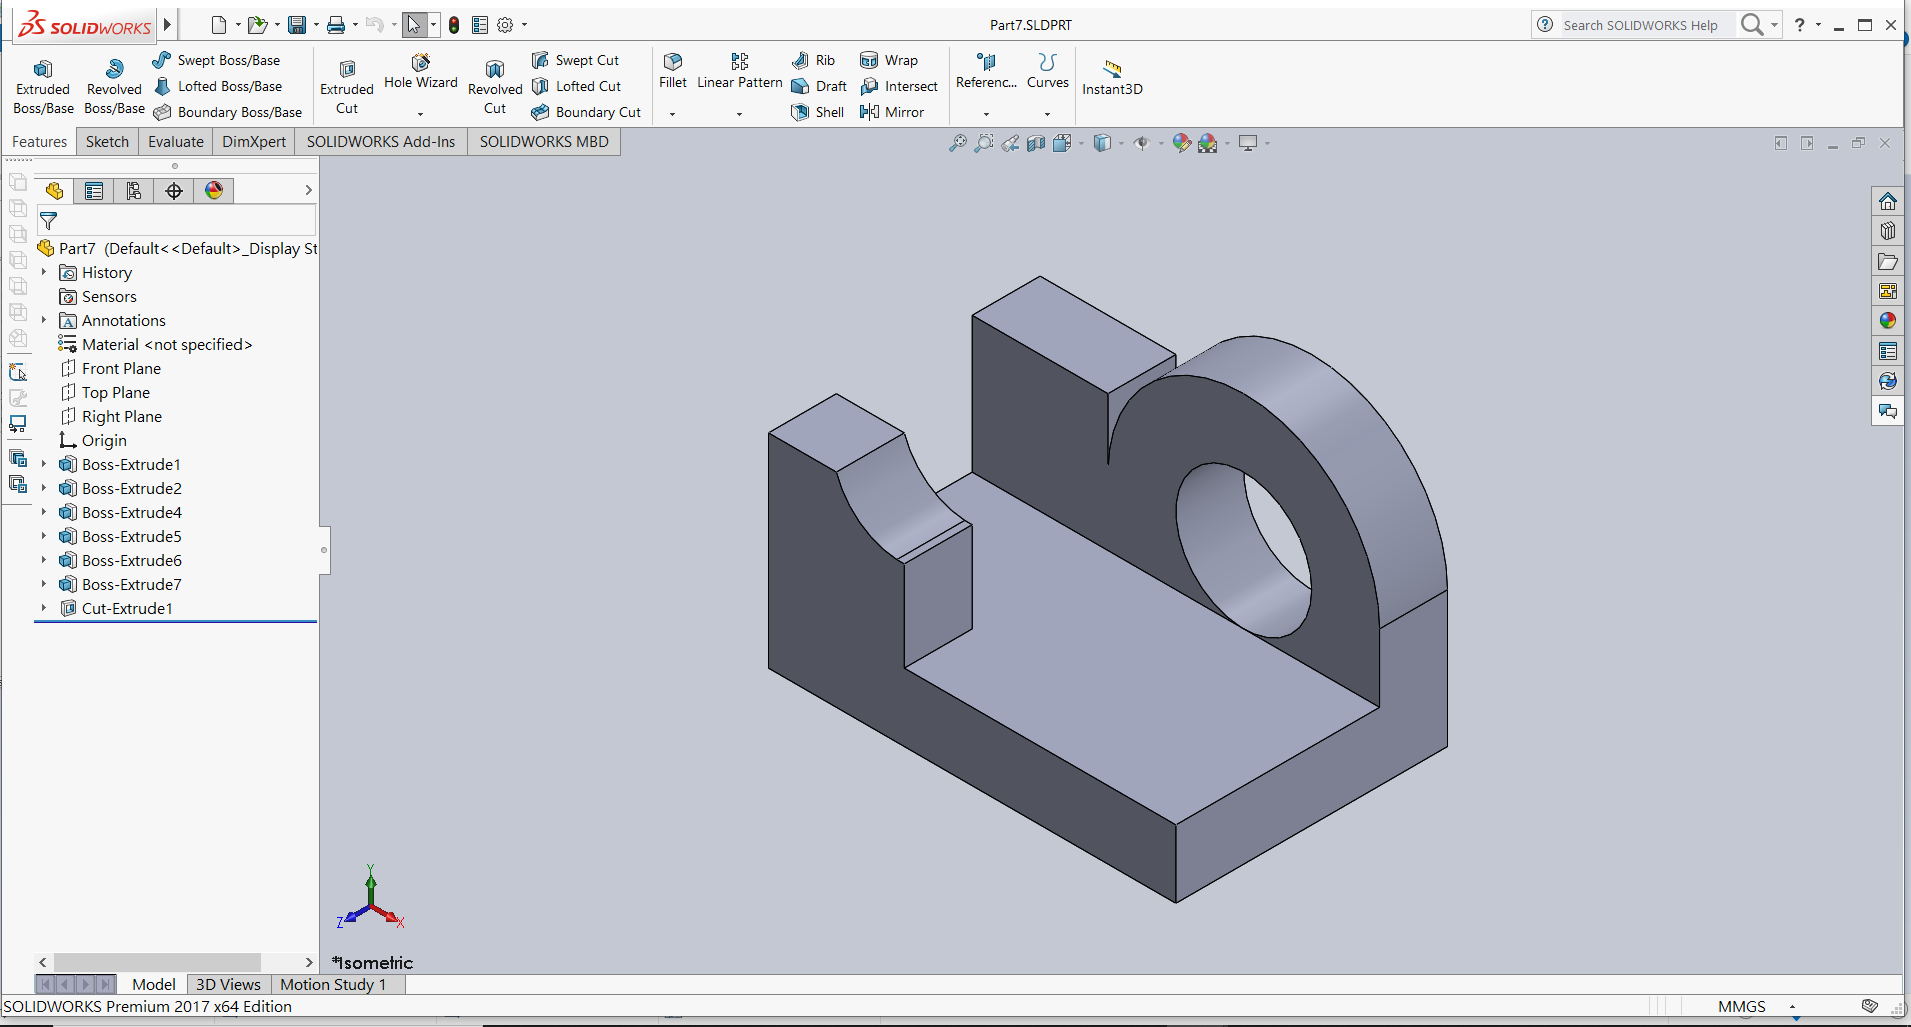 SOLIDWORKS
Part7.SLDPRT
Search SOLIDWORKS Help
?
Extruded Boss/Base
Revolved Boss/Base
Swept Boss/Base
Lofted Boss/Base
Boundary Boss/Base
Extruded Cut
Hole Wizard
Revolved Cut
Swept Cut
Lofted Cut
Boundary Cut
Fillet
Linear Pattern
Rib
Draft
Shell
Wrap
Intersect
Mirror
Referenc...
Curves
Instant3D
Features
Sketch
Evaluate
DimXpert
SOLIDWORKS Add-Ins
SOLIDWORKS MBD
Part7 (Default<<Default>_Display St
History
Sensors
Annotations
Material <not specified>
Front Plane
Top Plane
Right Plane
Origin
Boss-Extrude1
Boss-Extrude2
Boss-Extrude4
Boss-Extrude5
Boss-Extrude6
Boss-Extrude7
Cut-Extrude1
Y
Z
X
*Isometric
Model
3D Views
Motion Study 1
SOLIDWORKS Premium 2017 x64 Edition
MMGS